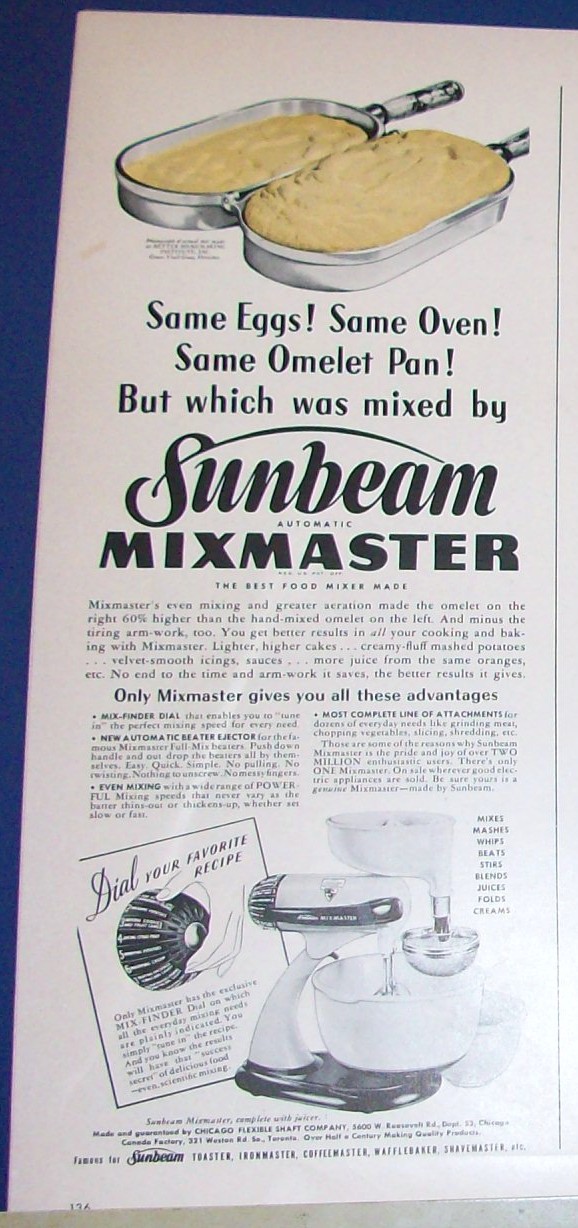 Same Eggs! Same Oven!
Same Omelet Pan!
But which was mixed by
Sunbeam
AUTOMATIC
MIXMASTER
THE BEST FOOD MIXER MADE
Mixmaster's even mixing and greater aeration made the omelet on the
right 60% higher than the hand-mixed omelet on the left. And minus the
tiring arm-work, too. You get better results in all your cooking and bak-
ing with Mixmaster. Lighter, higher cakes . . . creamy-fluff mashed potatoes
. . . velvet-smooth icings, sauces . . . more juice from the same oranges,
etc. No end to the time and arm-work it saves, the better results it gives.
Only Mixmaster gives you all these advantages
• MIX-FINDER DIAL that enables you to "tune
in" the perfect mixing speed for every need.
• NEW AUTOMATIC BEATER EJECTOR for the fa-
mous Mixmaster Full-Mix beaters. Push down
handle and out drop the beaters all by them-
selves. Easy. Quick. Simple. No pulling. No
twisting. Nothing to unscrew. No messy fingers.
• EVEN MIXING with a wide range of POWER-
FUL Mixing speeds that never vary as the
batter thins-out or thickens-up, whether set
slow or fast.
• MOST COMPLETE LINE OF ATTACHMENTS for
dozens of everyday needs like grinding meat,
chopping vegetables, slicing, shredding, etc.
Those are some of the reasons why Sunbeam
Mixmaster is the pride and joy of over TWO
MILLION enthusiastic users. There's only
ONE Mixmaster. On sale wherever good elec-
tric appliances are sold. Be sure yours is a
genuine Mixmaster—made by Sunbeam.
MIXES
MASHES
WHIPS
BEATS
STIRS
BLENDS
JUICES
FOLDS
CREAMS
Dial YOUR FAVORITE
RECIPE
Sunbeam MIXMASTER
Only Mixmaster has the exclusive
MIX-FINDER Dial on which
all the everyday mixing needs
are plainly indicated. You
simply "tune in" the recipe.
And you know the results
will have that "success
secret" of delicious food
—even, scientific mixing.
Sunbeam Mixmaster, complete with juicer.
Made and guaranteed by CHICAGO FLEXIBLE SHAFT COMPANY, 5600 W. Roosevelt Rd., Dept. 53, Chicago
Canada Factory, 321 Weston Rd. So., Toronto. Over Half a Century Making Quality Products.
Famous for Sunbeam TOASTER, IRONMASTER, COFFEEMASTER, WAFFLEBAKER, SHAVEMASTER, etc.
136